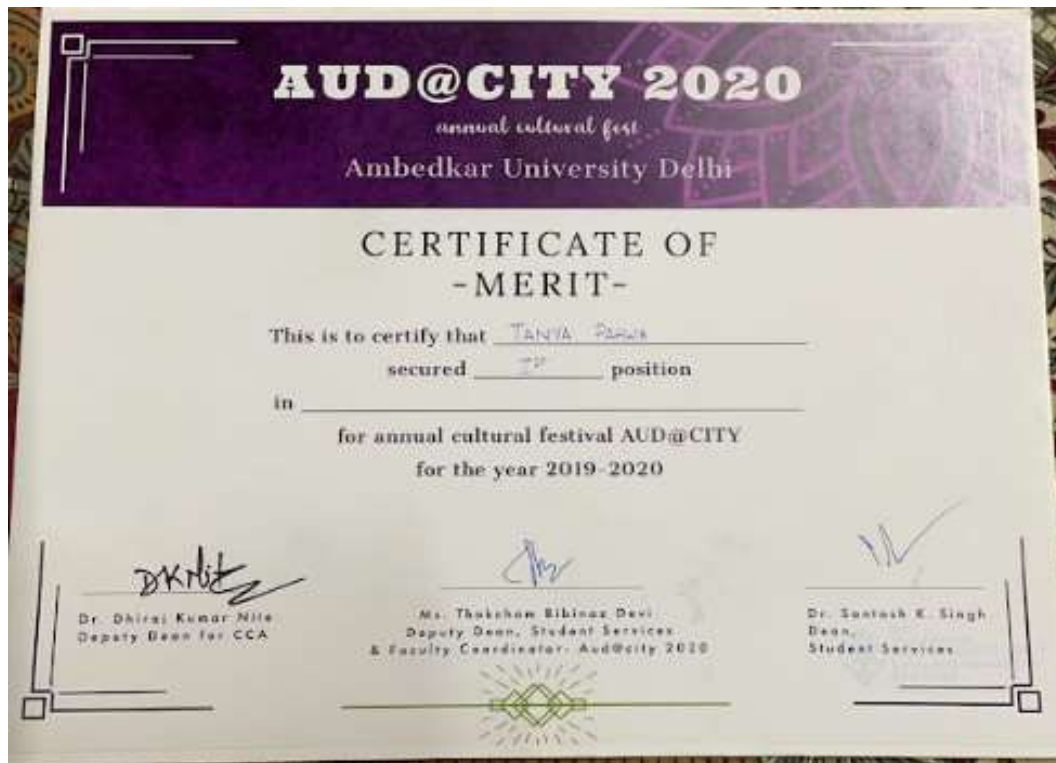 AUD@CITY 2020
annual cultural fest
Ambedkar University Delhi
CERTIFICATE OF
-MERIT-
This is to certify that TANYA PAHWA
secured position
in
for annual cultural festival AUD@CITY
for the year 2019-2020
DKNite
Dr. Dhiraj Kumar Nite
Deputy Dean for CCA
Ms. Thokchom Bibinaz Devi
Deputy Dean, Student Services
& Faculty Coordinator- Aud@city 2020
Dr. Santosh K. Singh
Dean,
Student Services